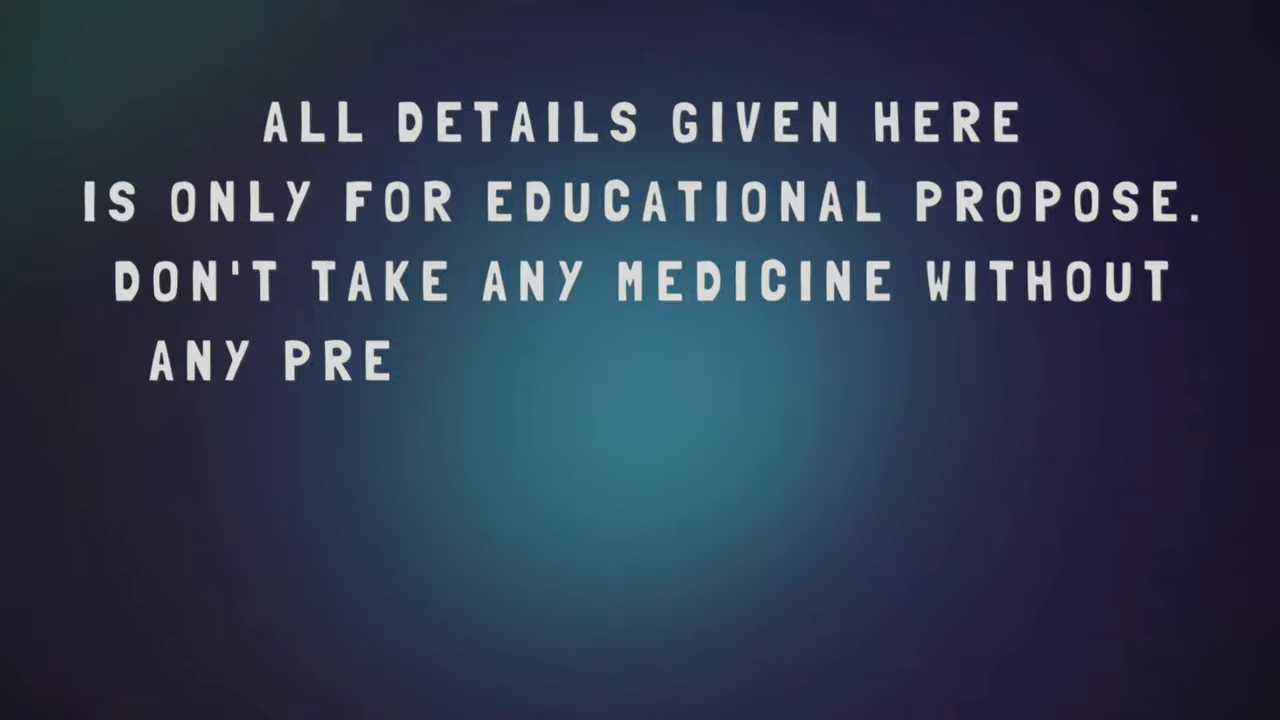 ALL DETAILS GIVEN HERE
IS ONLY FOR EDUCATIONAL PROPOSE.
DON'T TAKE ANY MEDICINE WITHOUT
ANY PRE